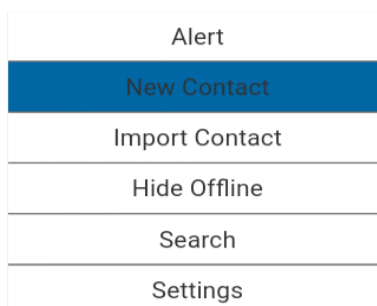 Alert
New Contact
Import Contact
Hide Offline
Search
Settings